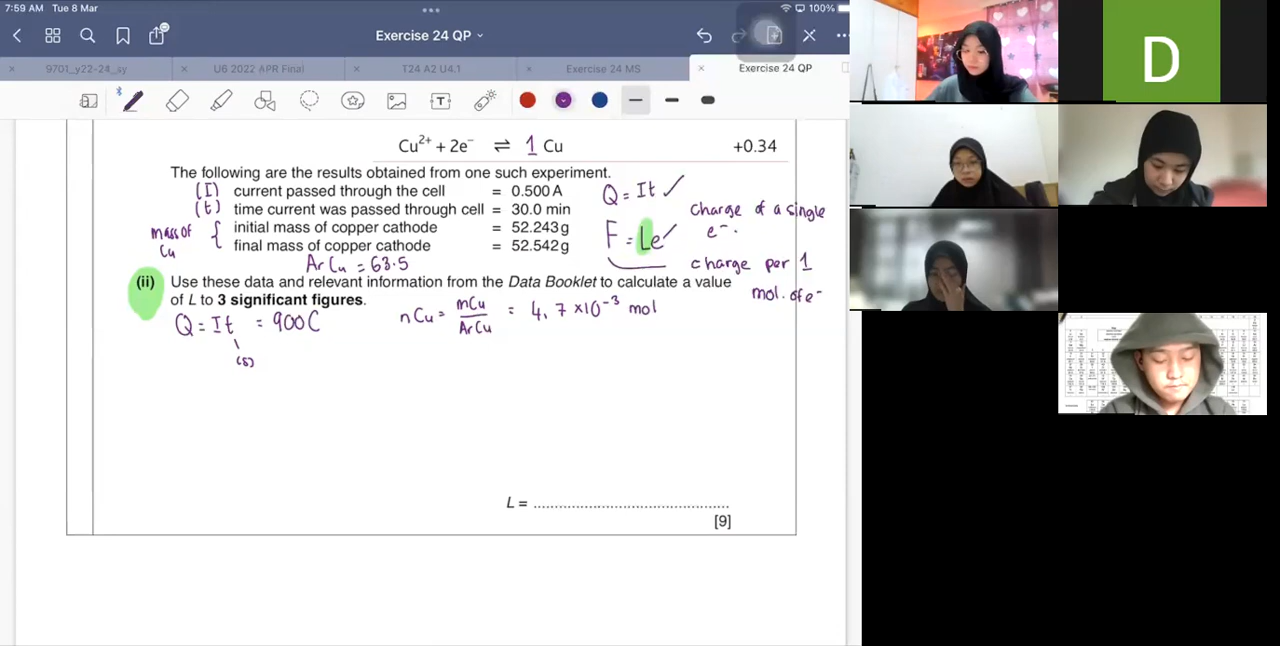 7:59 AM Tue 8 Mar
100%
Exercise 24 QP
9701_y22-24_sy
U6 2022 APR Final
T24 A2 U4.1
Exercise 24 MS
Exercise 24 QP
Cu²⁺ + 2e⁻ ⇌ 1 Cu +0.34
The following are the results obtained from one such experiment.
(I) current passed through the cell = 0.500 A
(t) time current was passed through cell = 30.0 min
mass of Cu { initial mass of copper cathode = 52.243 g
final mass of copper cathode = 52.542 g
Ar Cu = 63.5
Q = It ✓
F = Le ✓
charge of a single
e⁻.
charge per 1
mol. of e⁻
(ii) Use these data and relevant information from the Data Booklet to calculate a value
of L to 3 significant figures.
Q = It = 900C
(s)
nCu = mCu / ArCu = 4.7 × 10⁻³ mol
L = ............................................
[9]
D